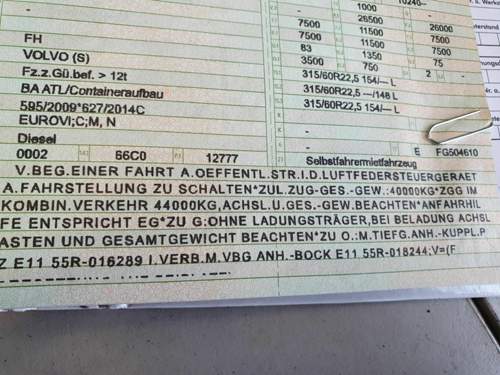 10240--
1000
7500 26500 26000
FH 7500 11500 11500
VOLVO (S) 83 11500 7500
Fz.z.Gü.bef. > 12t 3500 1350 75
750 2
BA ATL/Containeraufbau 315/60R22,5 154/--- L
595/2009*627/2014C 315/60R22,5 ---/148 L
EUROVI;C;M, N 315/60R22,5 154/--- L
Diesel
0002 66C0 12777 Selbstfahrermietfahrzeug E FG504610
V.BEG.EINER FAHRT A.OEFFENTL.STR.I.D.LUFTFEDERSTEUERGERAET
A.FAHRSTELLUNG ZU SCHALTEN*ZUL.ZUG-GES.-GEW.:40000KG*ZGG IM
KOMBIN.VERKEHR 44000KG,ACHSL.U.GES.-GEW.BEACHTEN*ANFAHRHIL
FE ENTSPRICHT EG*ZU G:OHNE LADUNGSTRÄGER,BEI BELADUNG ACHSL
ASTEN UND GESAMTGEWICHT BEACHTEN*ZU O.:M.TIEFG.ANH.-KUPPL.P
Z E11 55R-016289 I.VERB.M.VBG ANH.-BOCK E11 55R-018244;V=(F